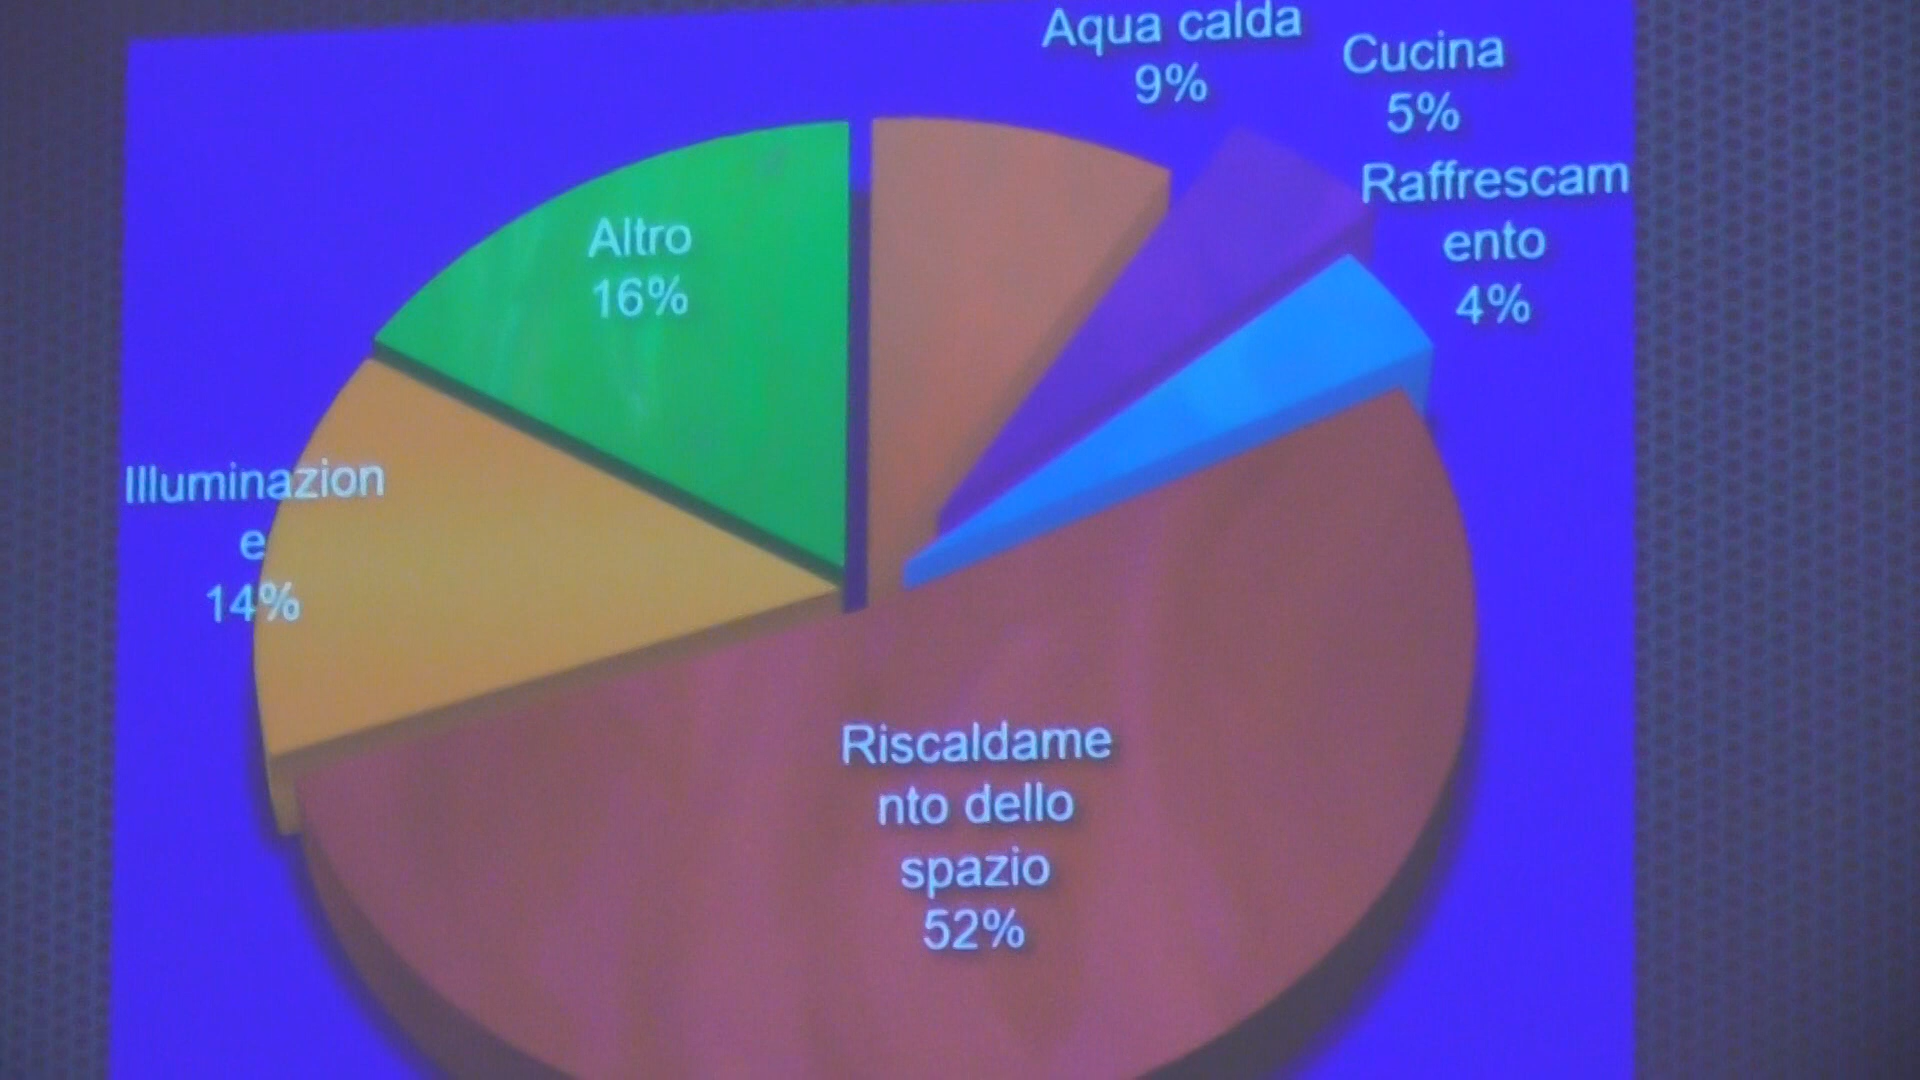 Aqua calda
9%
Cucina
5%
Raffrescam
ento
4%
Altro
16%
Illuminazion
e
14%
Riscaldame
nto dello
spazio
52%